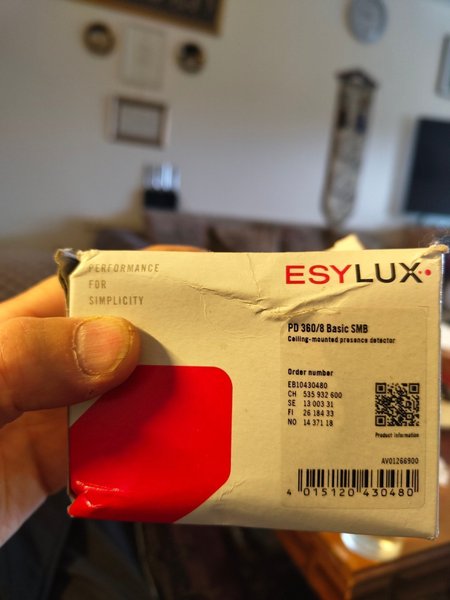 PERFORMANCE
FOR
SIMPLICITY
ESYLUX
PD 360/8 Basic SMB
Ceiling-mounted presence detector
Order number
EB10430480
CH 535 932 600
SE 13 003 31
FI 26 184 33
NO 14 371 18
Product information
AV01266900
4 015120 430480